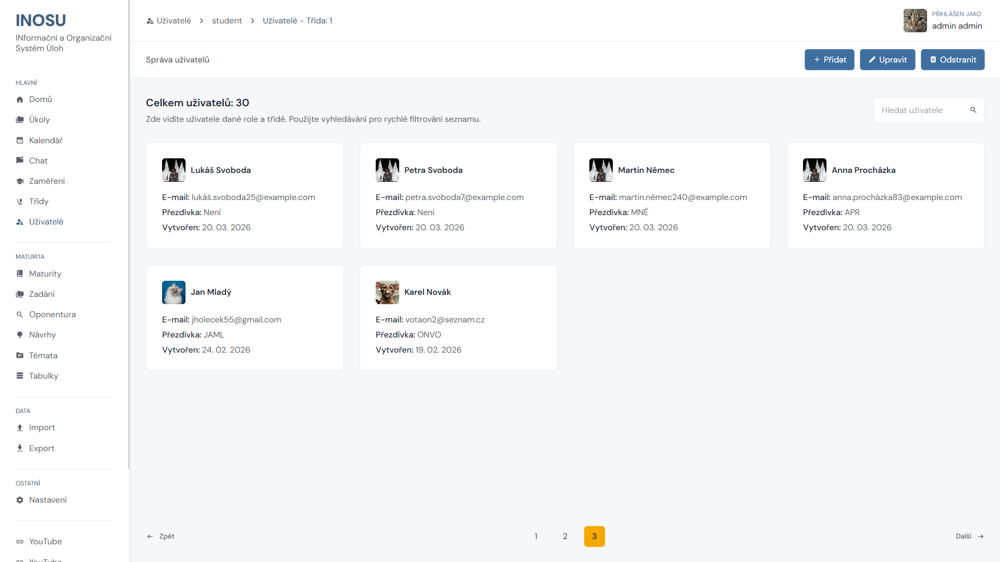 INOSU
INformační a Organizační
Systém Úloh
HLAVNÍ
Domů
Úkoly
Kalendář
Chat
Zaměření
Třídy
Uživatelé
MATURITA
Maturity
Zadání
Oponentura
Návrhy
Témata
Tabulky
DATA
Import
Export
OSTATNÍ
Nastavení
YouTube
YouTube
Uživatelé > student > Uživatelé - Třída: 1
PŘIHLÁŠEN JAKO
admin admin
Správa uživatelů
+ Přidat
Upravit
Odstranit
Celkem uživatelů: 30
Zde vidíte uživatele dané role a třídě. Použijte vyhledávání pro rychlé filtrování seznamu.
Hledat uživatele
Lukáš Svoboda
E-mail: lukáš.svoboda25@example.com
Přezdívka: Není
Vytvořen: 20. 03. 2026
Petra Svoboda
E-mail: petra.svoboda7@example.com
Přezdívka: Není
Vytvořen: 20. 03. 2026
Martin Němec
E-mail: martin.němec240@example.com
Přezdívka: MNĚ
Vytvořen: 20. 03. 2026
Anna Procházka
E-mail: anna.procházka83@example.com
Přezdívka: APR
Vytvořen: 20. 03. 2026
Jan Mladý
E-mail: jholecek55@gmail.com
Přezdívka: JAML
Vytvořen: 24. 02. 2026
Karel Novák
E-mail: votaon2@seznam.cz
Přezdívka: ONVO
Vytvořen: 19. 02. 2026
← Zpět
1 2 3
Další →